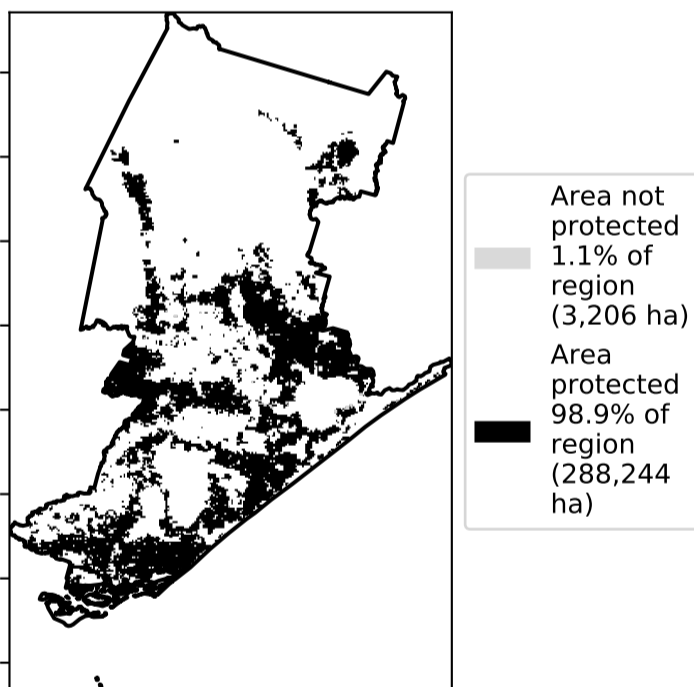 Area not
protected
1.1% of
region
(3,206 ha)
Area
protected
98.9% of
region
(288,244
ha)